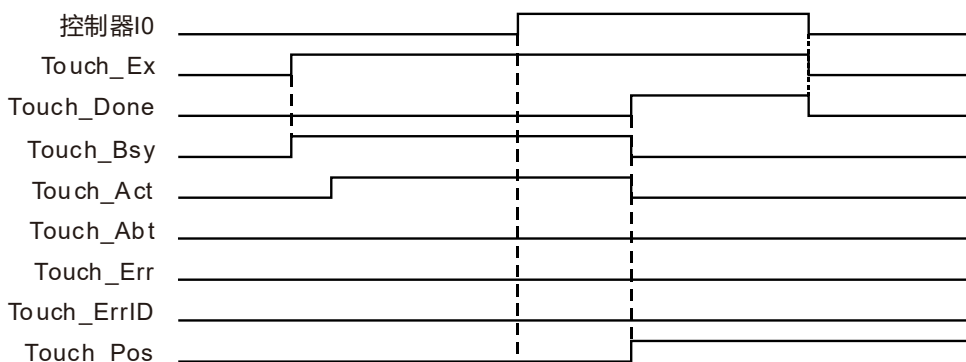 控制器I0
Touch_Ex
Touch_Done
Touch_Bsy
Touch_Act
Touch_Abt
Touch_Err
Touch_ErrID
Touch_Pos